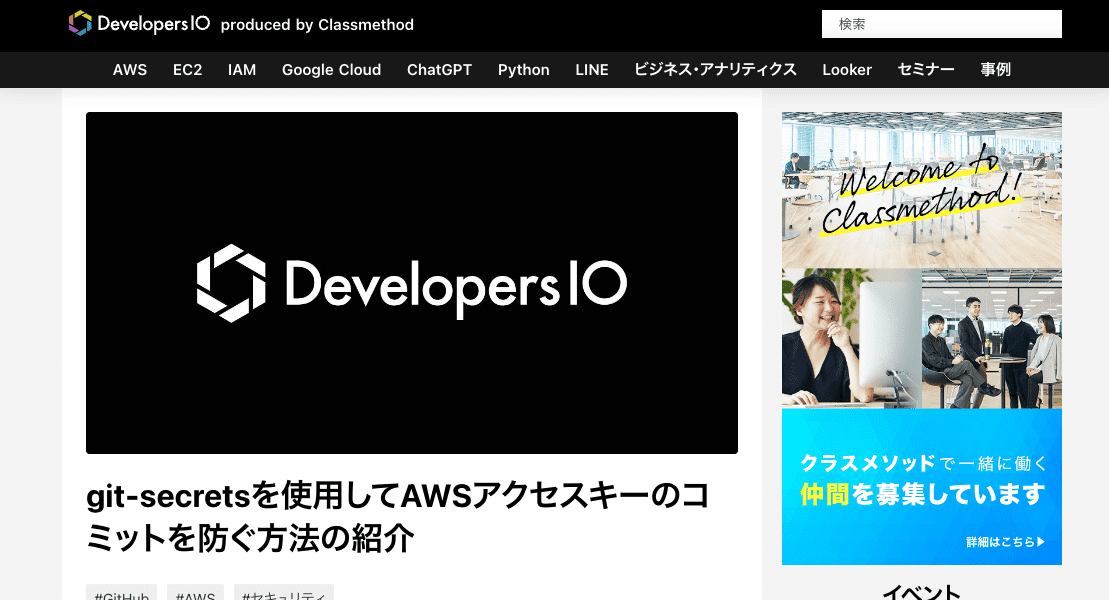 DevelopersIO produced by Classmethod
検索
AWS EC2 IAM Google Cloud ChatGPT Python LINE ビジネス・アナリティクス Looker セミナー 事例
DevelopersIO
git-secretsを使用してAWSアクセスキーのコ
ミットを防ぐ方法の紹介
#GitHub #AWS #セキュリティ
Welcome to
Classmethod!
クラスメソッドで一緒に働く
仲間を募集しています
詳細はこちら▶
イベント